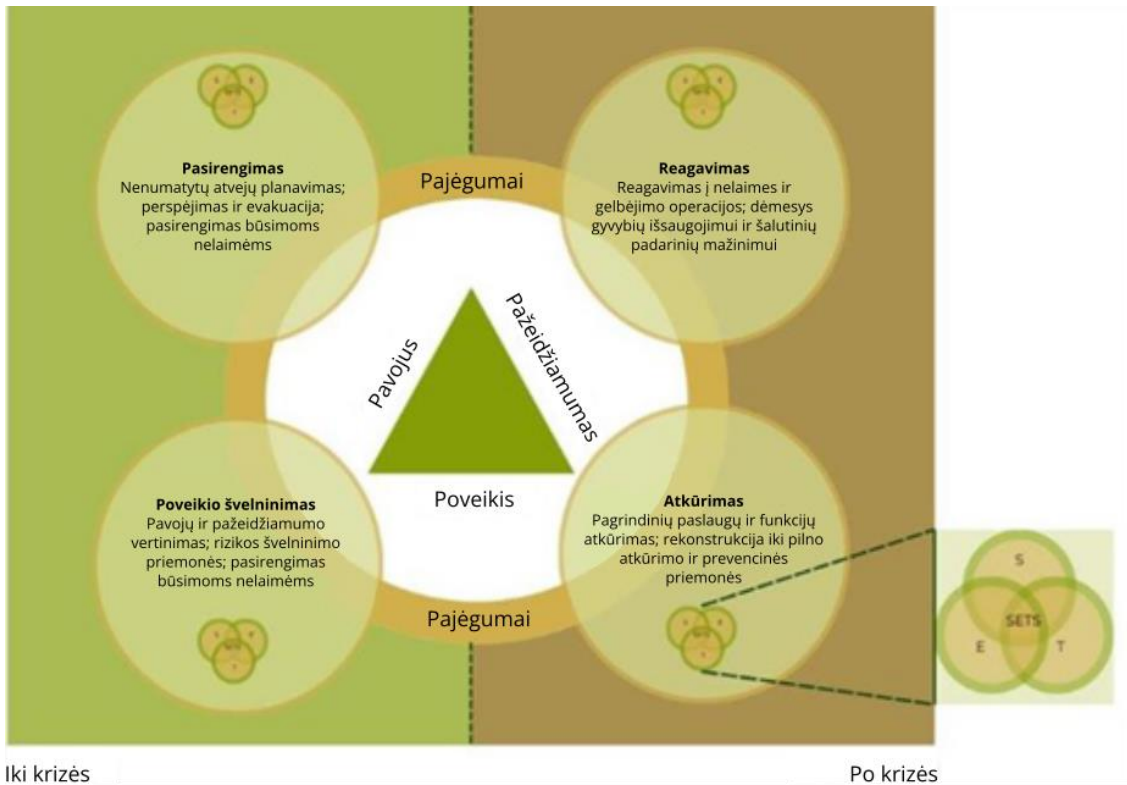 Pasirengimas
Nenumatytų atvejų planavimas;
perspėjimas ir evakuacija;
pasirengimas būsimoms
nelaimėms
Pajėgumai
Reagavimas
Reagavimas į nelaimes ir
gelbėjimo operacijos; dėmesys
gyvybių išsaugojimui ir šalutinių
padarinių mažinimui
Pavojus
Pažeidžiamumas
Poveikis
Poveikio švelninimas
Pavojų ir pažeidžiamumo
vertinimas; rizikos švelninimo
priemonės; pasirengimas
būsimoms nelaimėms
Atkūrimas
Pagrindinių paslaugų ir funkcijų
atkūrimas; rekonstrukcija iki pilno
atkūrimo ir prevencinės
priemonės
Pajėgumai
S
SETS
E
T
Iki krizės
Po krizės